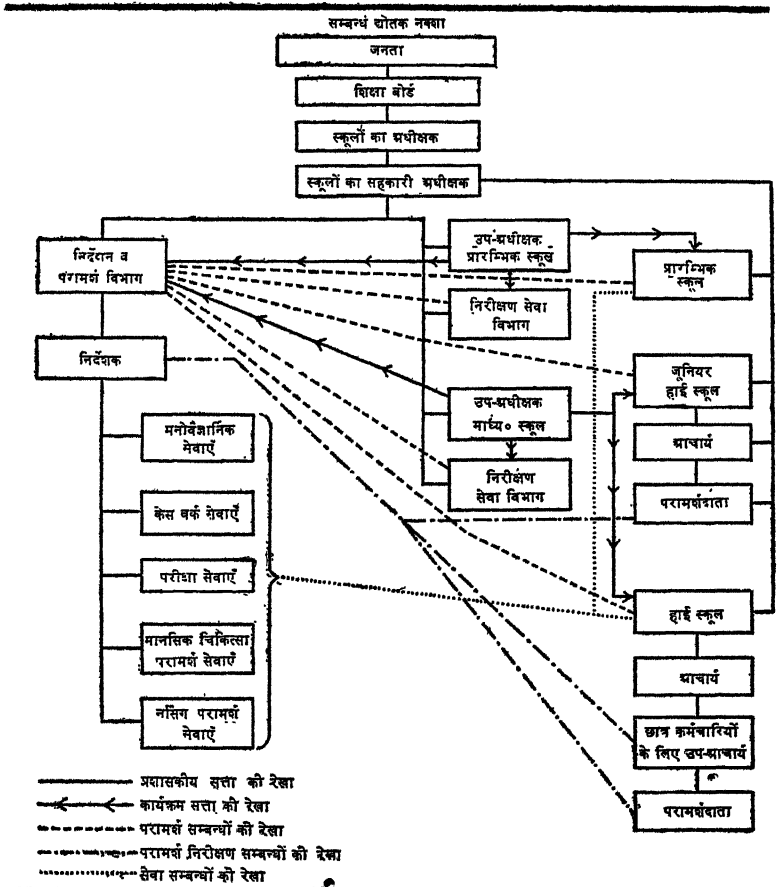 सम्बन्ध द्योतक नक्शा
जनता
शिक्षा बोर्ड
स्कूलों का अधीक्षक
स्कूलों का सहकारी अधीक्षक
निर्देशन व
परामर्श विभाग
उप-अधीक्षक
प्रारम्भिक स्कूल
प्रारम्भिक
स्कूल
निरीक्षण सेवा
विभाग
निर्देशक
जूनियर
हाई स्कूल
उप-अधीक्षक
माध्य० स्कूल
मनोवैज्ञानिक
सेवाएँ
आचार्य
निरीक्षण
सेवा विभाग
परामर्शदाता
केस वर्क सेवाएँ
परीक्षा सेवाएँ
हाई स्कूल
मानसिक चिकित्सा
परामर्श सेवाएँ
आचार्य
नर्सिग परामर्श
सेवाएँ
छात्र कर्मचारियों
के लिए उप-आचार्य
परामर्शदाता
प्रशासकीय सत्ता की रेखा
कार्यक्रम सत्ता की रेखा
परामर्श सम्बन्धों की रेखा
परामर्श निरीक्षण सम्बन्धों की रेखा
सेवा सम्बन्धों की रेखा